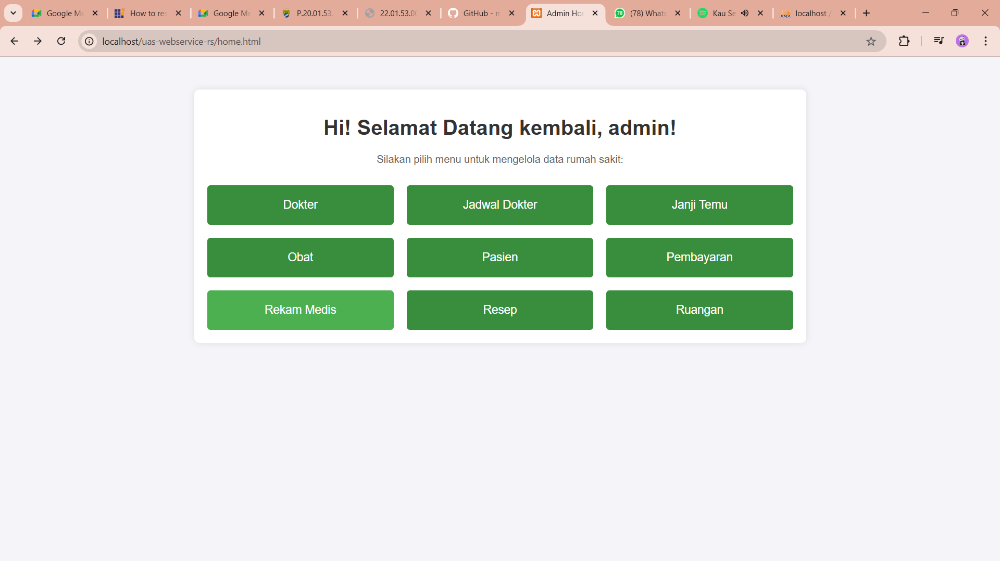 Google Me
How to res
Google Me
P.20.01.53.
22.01.53.00
GitHub - m
Admin Hor
(78) Whats
Kau Se
localhost /
localhost/uas-webservice-rs/home.html
Hi! Selamat Datang kembali, admin!
Silakan pilih menu untuk mengelola data rumah sakit:
Dokter
Jadwal Dokter
Janji Temu
Obat
Pasien
Pembayaran
Rekam Medis
Resep
Ruangan